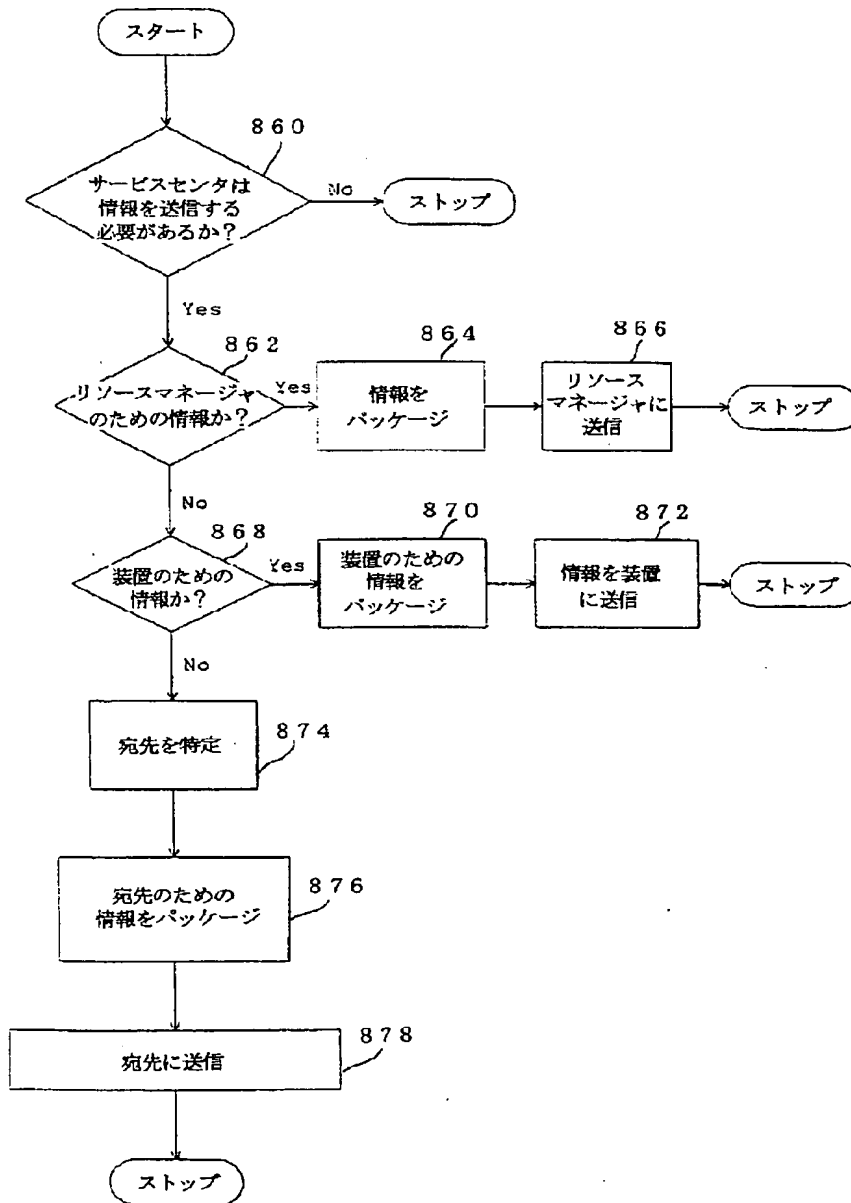 スタート
８６０
サービスセンタは
情報を送信する
必要があるか？
No
ストップ
Yes
８６２
リソースマネージャ
のための情報か？
Yes
８６４
情報を
パッケージ
８６６
リソース
マネージャに
送信
ストップ
No
８６８
装置のための
情報か？
Yes
８７０
装置のための
情報を
パッケージ
８７２
情報を装置
に送信
ストップ
No
宛先を特定
８７４
宛先のための
情報をパッケージ
８７６
宛先に送信
８７８
ストップ